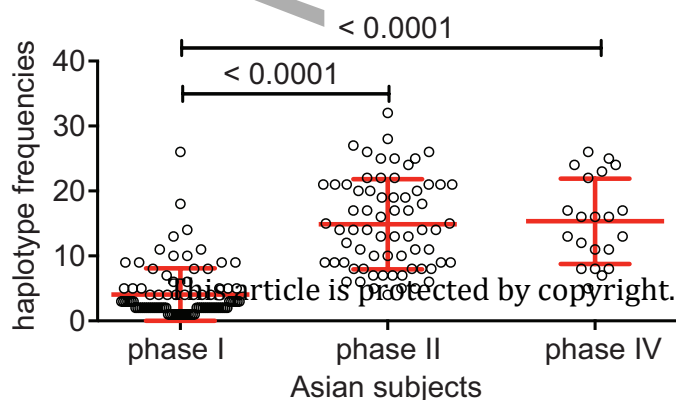 < 0.0001
< 0.0001
haplotype frequencies
40
30
20
10
0
This article is protected by copyright.
phase I
phase II
phase IV
Asian subjects